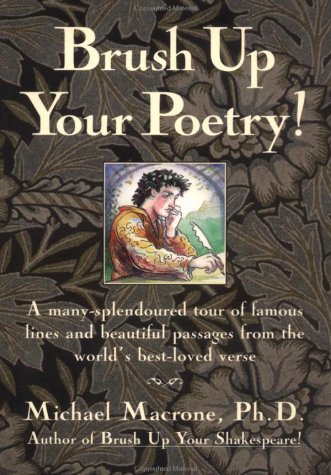 Brush Up
Your Poetry!
A many-splendoured tour of famous
lines and beautiful passages from the
world's best-loved verse
Michael Macrone, Ph.D.
Author of Brush Up Your Shakespeare!